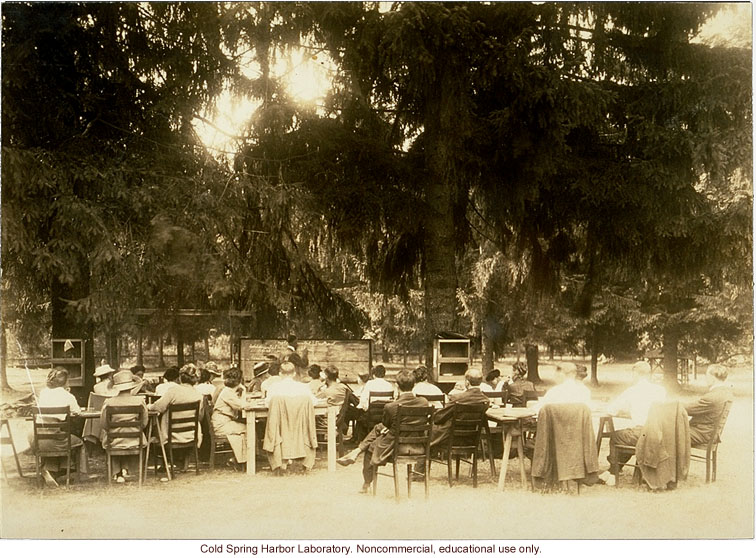 Cold Spring Harbor Laboratory. Noncommercial, educational use only.